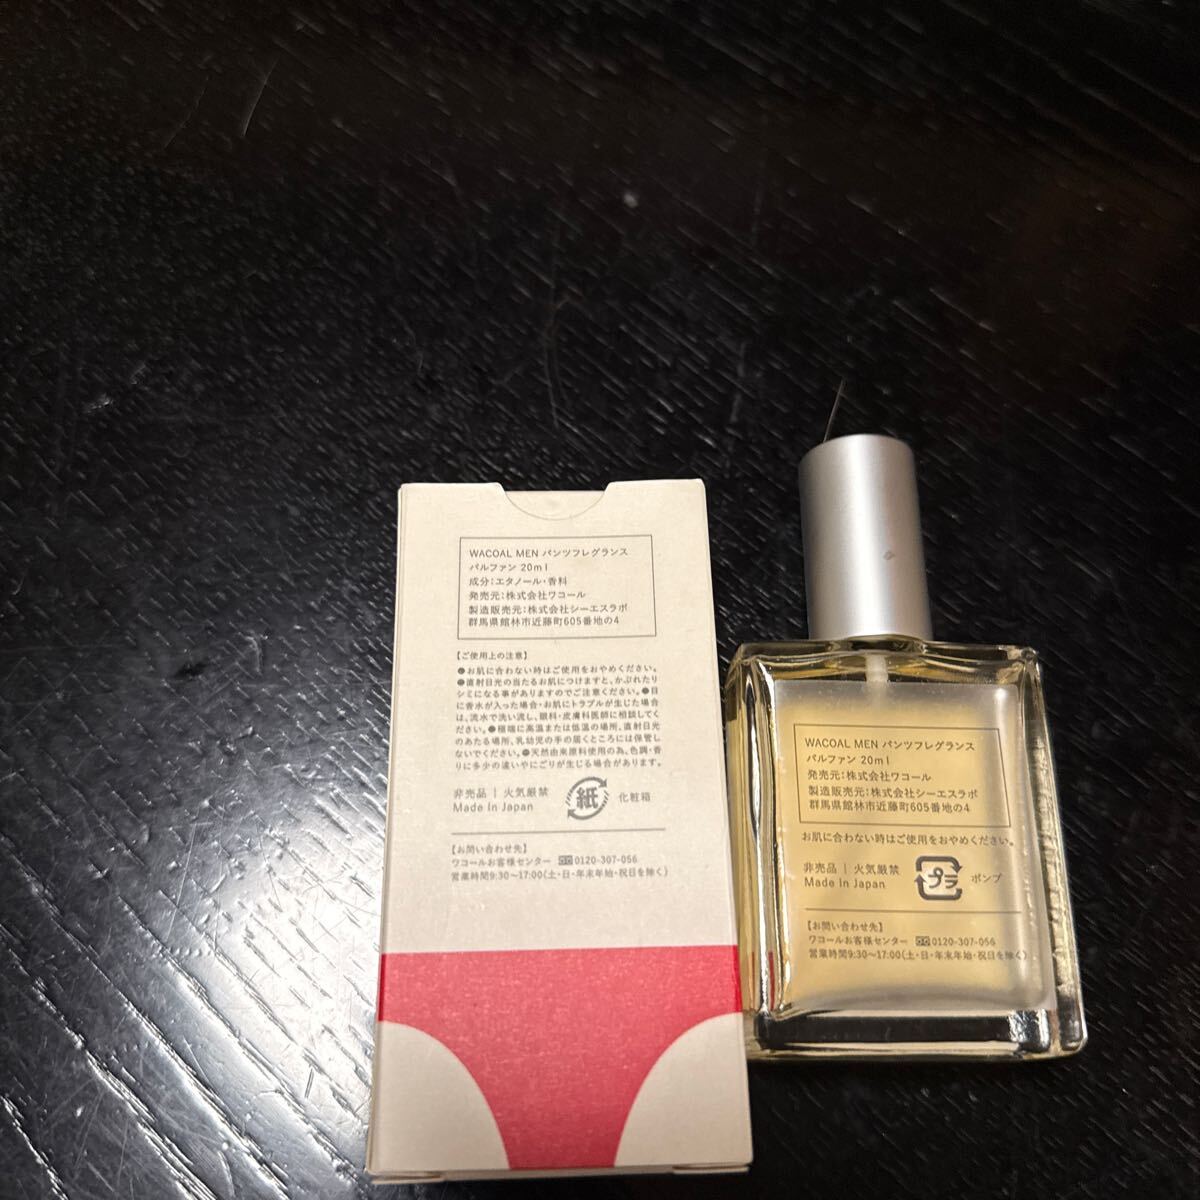 WACOAL MEN パンツフレグランス
パルファン 20ml
成分：エタノール・香料
発売元：株式会社ワコール
製造販売元：株式会社シーエスラボ
群馬県館林市近藤町605番地の4
【ご使用上の注意】
●お肌に合わない時はご使用をおやめください。
●直射日光の当たるお肌につけますと、かぶれたり
シミになる事がありますのでご注意ください。●目
に香水が入った場合・お肌にトラブルが生じた場合
は、流水で洗い流し、眼科・皮膚科医師に相談してく
ださい。●極端に高温または低温の場所、直射日光
のあたる場所、乳幼児の手の届くところには保管し
ないでください。●天然由来原料使用の為、色調・香
りに多少の違いやにごりが生じる場合があります。
非売品｜火気厳禁
Made In Japan
紙 化粧箱
【お問い合わせ先】
ワコールお客様センター 0120-307-056
営業時間9:30〜17:00（土・日・年末年始・祝日を除く）
WACOAL MEN パンツフレグランス
パルファン 20ml
発売元：株式会社ワコール
製造販売元：株式会社シーエスラボ
群馬県館林市近藤町605番地の4
お肌に合わない時はご使用をおやめください。
非売品｜火気厳禁
Made In Japan
プラ ポンプ
【お問い合わせ先】
ワコールお客様センター 0120-307-056
営業時間9:30〜17:00（土・日・年末年始・祝日を除く）